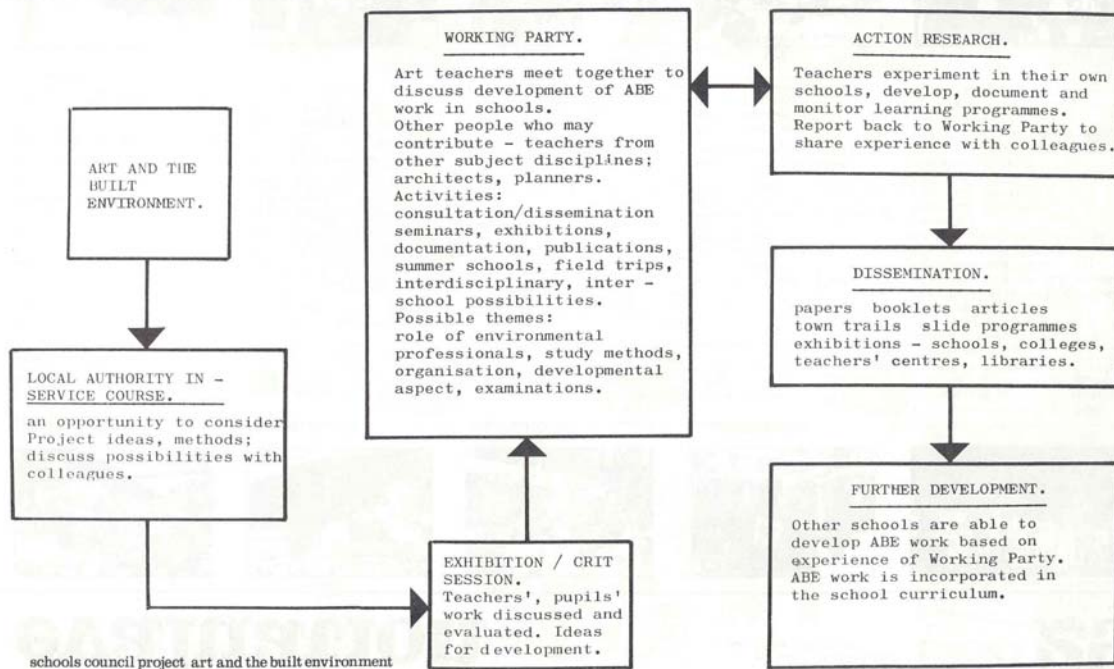 ART AND THE
BUILT
ENVIRONMENT.
LOCAL AUTHORITY IN -
SERVICE COURSE.
an opportunity to consider
Project ideas, methods;
discuss possibilities with
colleagues.
EXHIBITION / CRIT
SESSION.
Teachers', pupils'
work discussed and
evaluated. Ideas
for development.
WORKING PARTY.
Art teachers meet together to
discuss development of ABE
work in schools.
Other people who may
contribute - teachers from
other subject disciplines;
architects, planners.
Activities:
consultation/dissemination
seminars, exhibitions,
documentation, publications,
summer schools, field trips,
interdisciplinary, inter -
school possibilities.
Possible themes:
role of environmental
professionals, study methods,
organisation, developmental
aspect, examinations.
ACTION RESEARCH.
Teachers experiment in their own
schools, develop, document and
monitor learning programmes.
Report back to Working Party to
share experience with colleagues.
DISSEMINATION.
papers booklets articles
town trails slide programmes
exhibitions - schools, colleges,
teachers' centres, libraries.
FURTHER DEVELOPMENT.
Other schools are able to
develop ABE work based on
experience of Working Party.
ABE work is incorporated in
the school curriculum.
schools council project art and the built environment